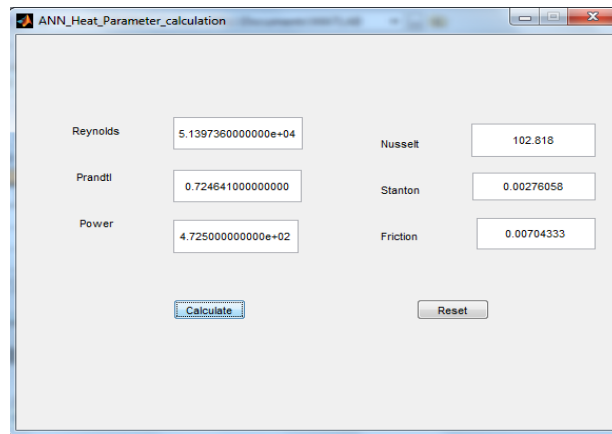 ANN_Heat_Parameter_calculation
Reynolds
5.1397360000000e+04
Nusselt
102.818
Prandtl
0.724641000000000
Stanton
0.00276058
Power
4.725000000000e+02
Friction
0.00704333
Calculate
Reset